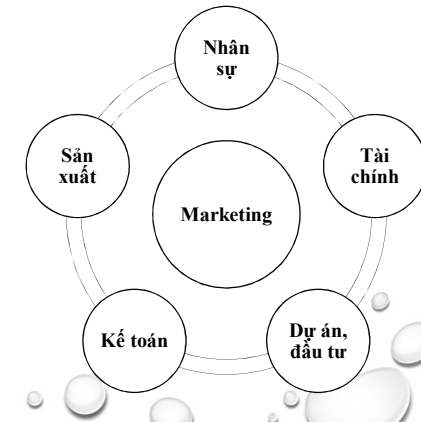 Nhân
sự
Sản
xuất
Tài
chính
Marketing
Kế toán
Dự án,
đầu tư